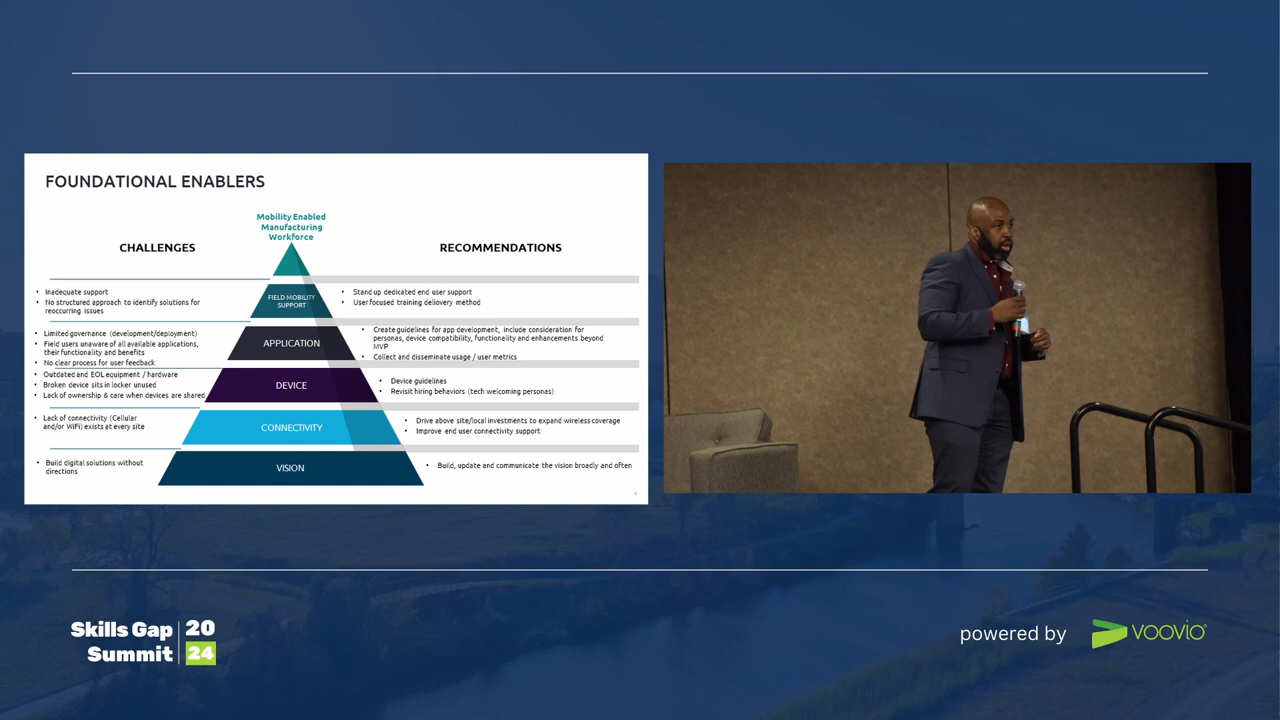 FOUNDATIONAL ENABLERS
Mobility Enabled
Manufacturing
Workforce
CHALLENGES
RECOMMENDATIONS
• Inadequate support
• No structured approach to identify solutions for
reoccurring issues
FIELD MOBILITY
SUPPORT
• Stand up dedicated end user support
• User focused training delivery method
• Limited governance (development/deployment)
• Field users unaware of all available applications,
their functionality and benefits
• No clear process for user feedback
APPLICATION
• Create guidelines for app development, include consideration for
personas, device compatibility, functionality and enhancements beyond
MVP
• Collect and disseminate usage / user metrics
• Outdated and EOL equipment / hardware
• Broken device sits in locker unused
• Lack of ownership & care when devices are shared
DEVICE
• Device guidelines
• Revisit hiring behaviors (tech welcoming personas)
• Lack of connectivity (Cellular
and/or WiFi) exists at every site
CONNECTIVITY
• Drive above site/local investments to expand wireless coverage
• Improve end user connectivity support
• Build digital solutions without
directions
VISION
• Build, update and communicate the vision broadly and often
Skills Gap
Summit
20
24
powered by
VOOVIO